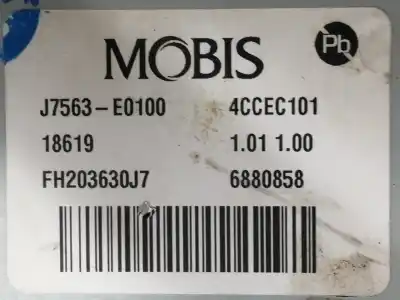 Pb
MOBIS
J7563-E0100 4CCEC101
18619 1.01 1.00
FH203630J7 6880858